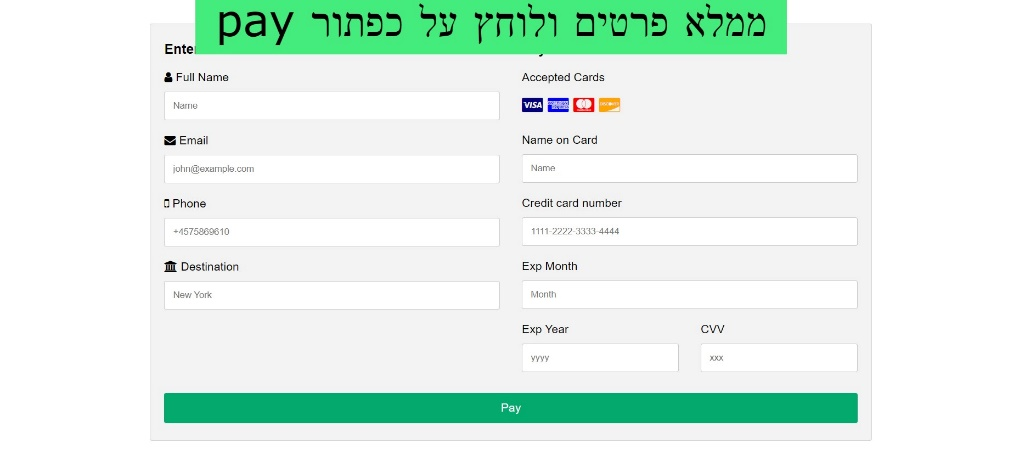 ממלא פרטים ולוחץ על כפתור pay
Full Name
Name
Email
john@example.com
Phone
+4575869610
Destination
New York
Accepted Cards
VISA
Name on Card
Name
Credit card number
1111-2222-3333-4444
Exp Month
Month
Exp Year
yyyy
CVV
xxx
Pay